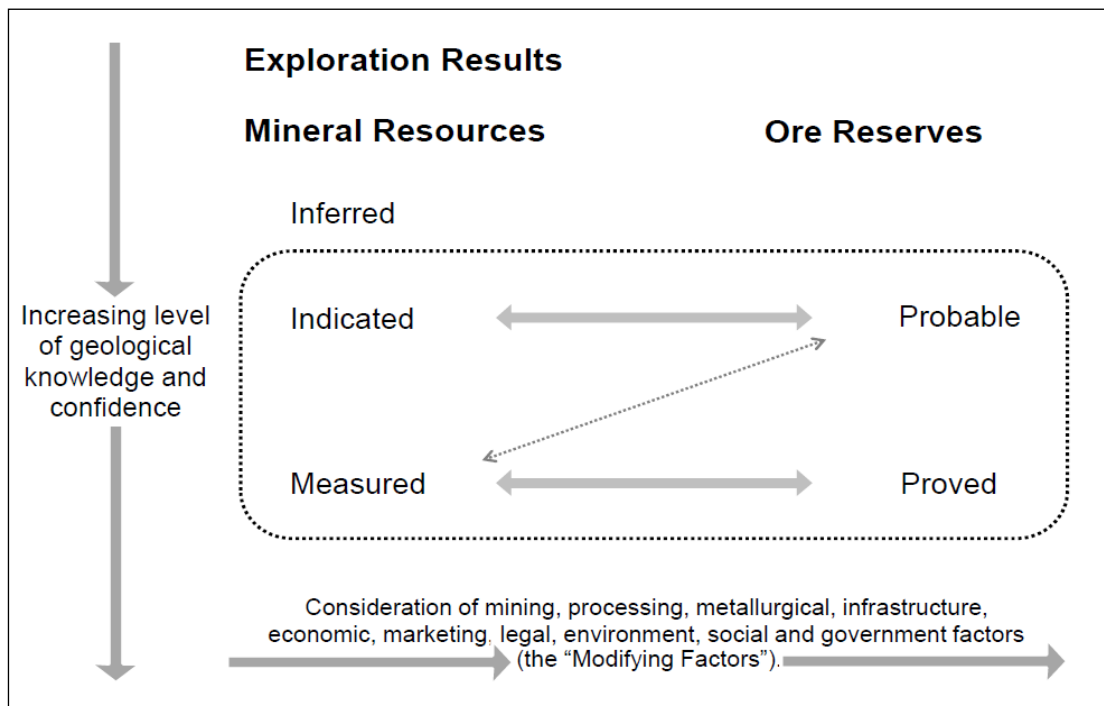 Exploration Results
Mineral Resources
Ore Reserves
Inferred
Increasing level
of geological
knowledge and
confidence
Indicated
Probable
Measured
Proved
Consideration of mining, processing, metallurgical, infrastructure,
economic, marketing, legal, environment, social and government factors
(the “Modifying Factors”).